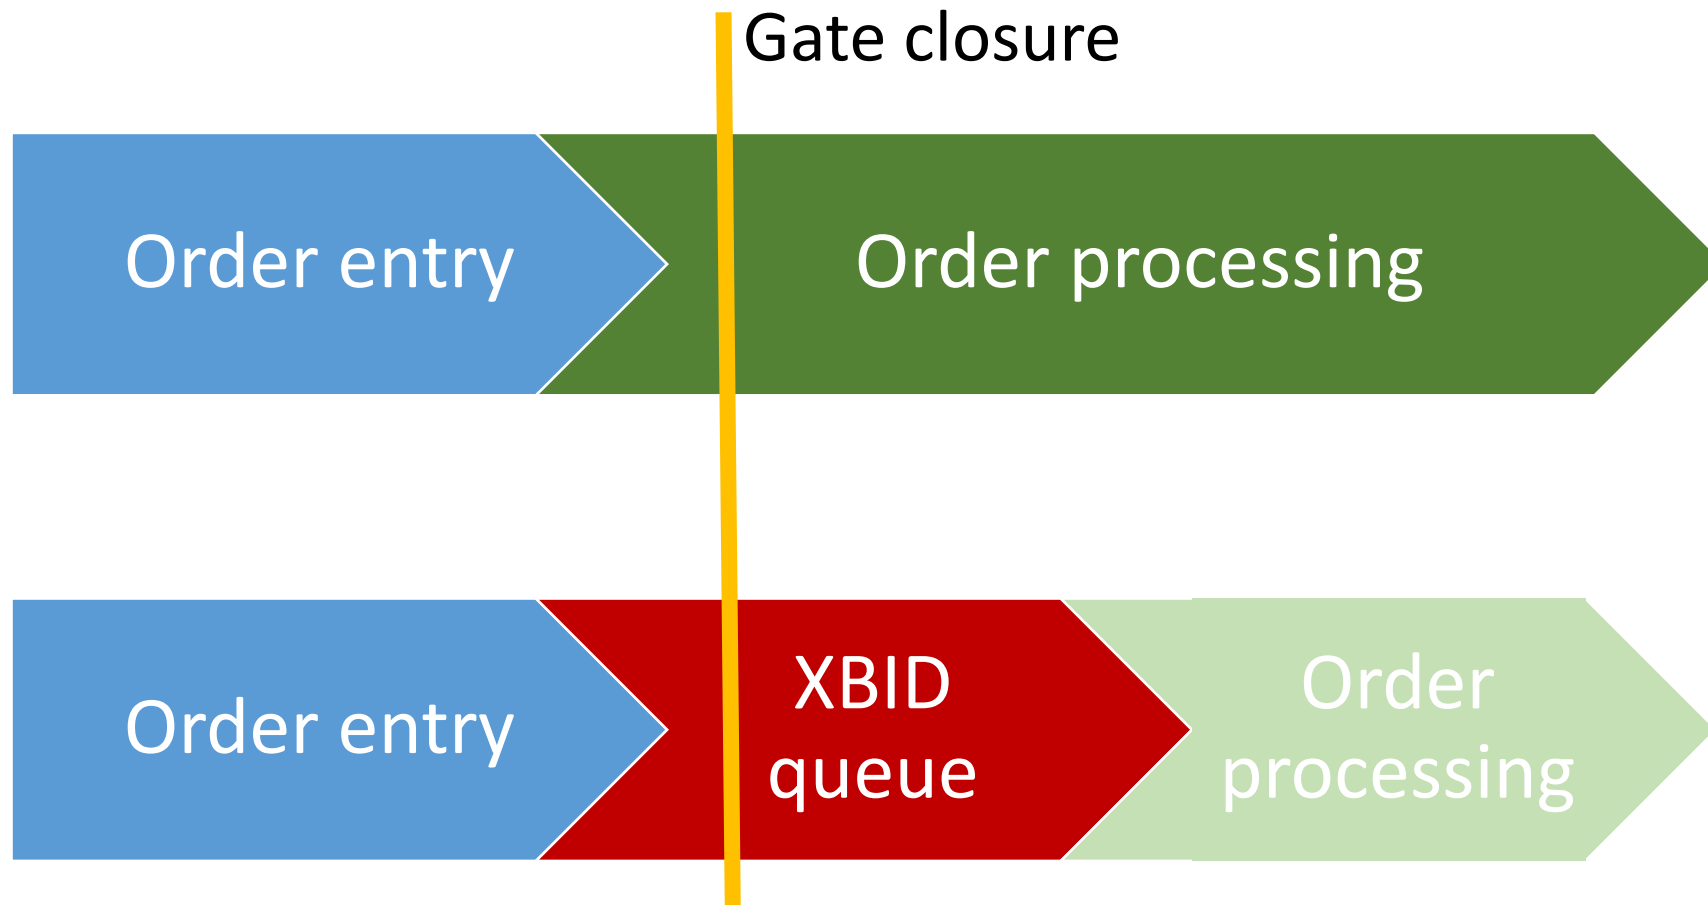 Gate closure
Order entry
Order processing
Order entry
XBID
queue
Order
processing